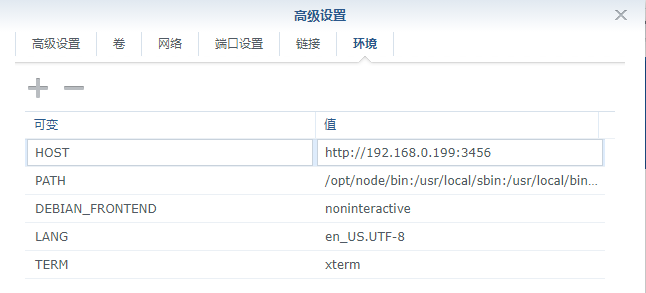 高级设置
高级设置 卷 网络 端口设置 链接 环境
可变 值
HOST http://192.168.0.199:3456
PATH /opt/node/bin:/usr/local/sbin:/usr/local/bin...
DEBIAN_FRONTEND noninteractive
LANG en_US.UTF-8
TERM xterm